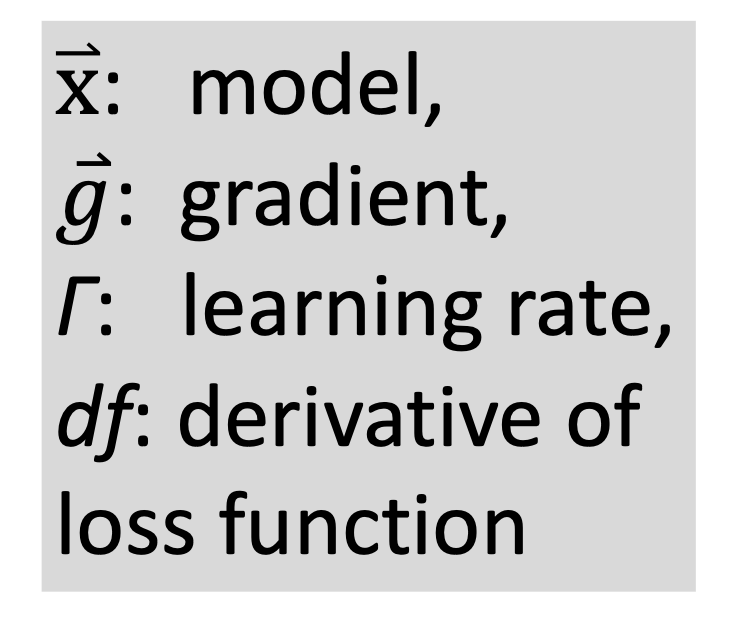 x⃗: model,
g⃗: gradient,
Γ: learning rate,
df: derivative of
loss function